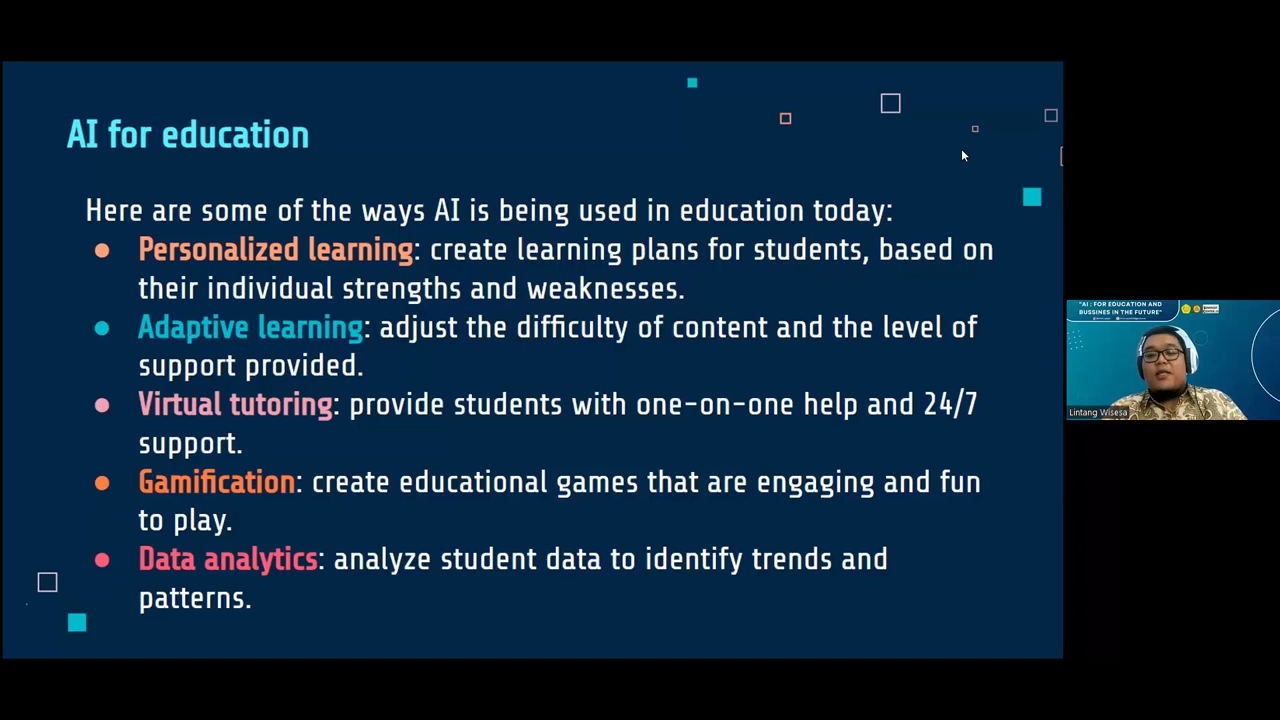 AI for education
Here are some of the ways AI is being used in education today:
● Personalized learning: create learning plans for students, based on
their individual strengths and weaknesses.
● Adaptive learning: adjust the difficulty of content and the level of
support provided.
● Virtual tutoring: provide students with one-on-one help and 24/7
support.
● Gamification: create educational games that are engaging and fun
to play.
● Data analytics: analyze student data to identify trends and
patterns.
"AI : FOR EDUCATION AND
BUSSINES IN THE FUTURE"
Lintang Wisesa